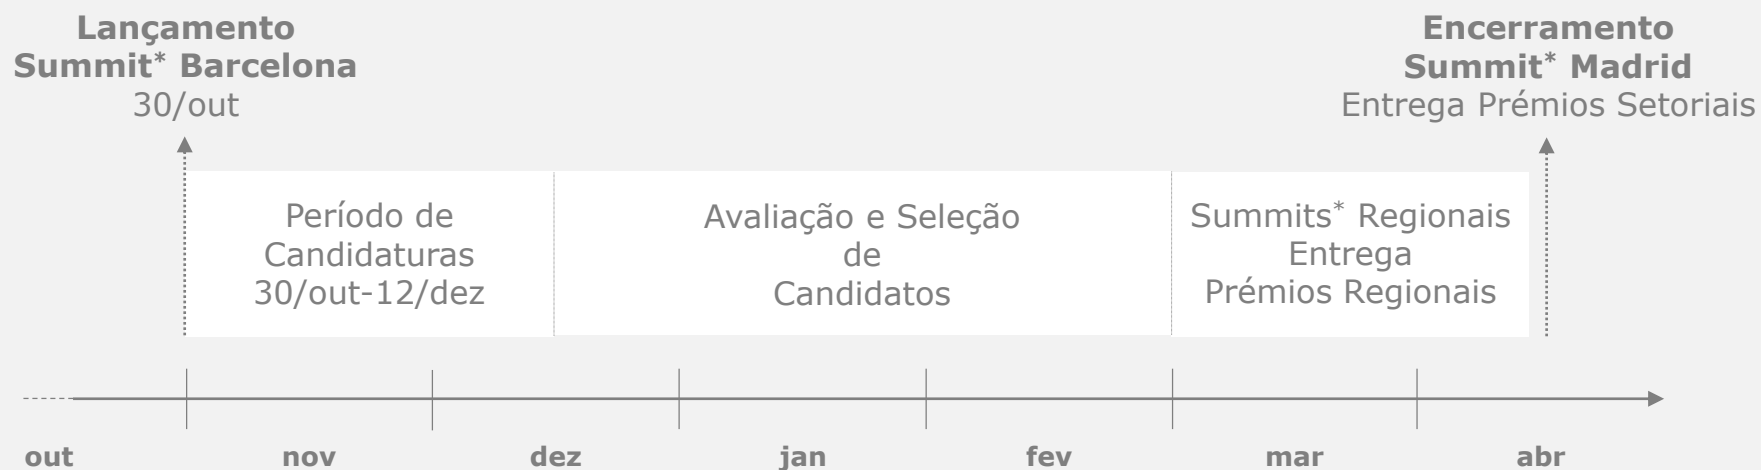 Lançamento
Summit* Barcelona
30/out
Encerramento
Summit* Madrid
Entrega Prémios Setoriais
Período de
Candidaturas
30/out-12/dez
Avaliação e Seleção
de
Candidatos
Summits* Regionais
Entrega
Prémios Regionais
out nov dez jan fev mar abr